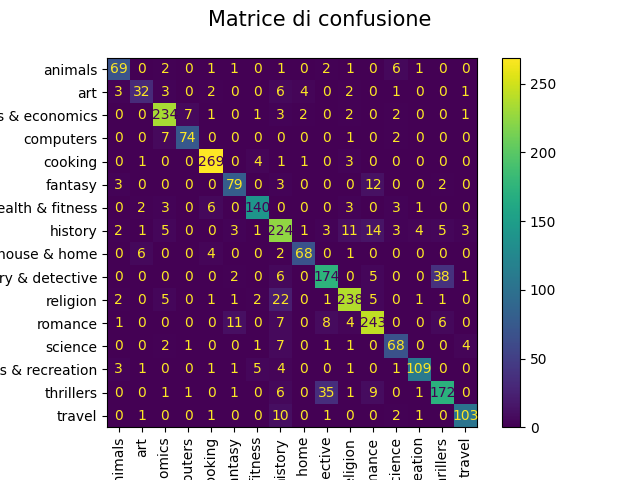 Matrice di confusione
animals 69 0 2 0 1 1 0 1 0 2 1 0 6 1 0 0
art 3 32 3 0 2 0 0 6 4 0 2 0 1 0 0 1
s & economics 0 0 234 7 1 0 1 3 2 0 2 0 2 0 0 1
computers 0 0 7 74 0 0 0 0 0 0 1 0 2 0 0 0
cooking 0 1 0 0 269 0 4 1 1 0 3 0 0 0 0 0
fantasy 3 0 0 0 0 79 0 3 0 0 0 12 0 0 2 0
ealth & fitness 0 2 3 0 6 0 140 0 0 0 3 0 3 1 0 0
history 2 1 5 0 0 3 1 224 1 3 11 14 3 4 5 3
house & home 0 6 0 0 4 0 0 2 68 0 1 0 0 0 0 0
y & detective 0 0 0 0 0 2 0 6 0 174 0 5 0 0 38 1
religion 2 0 5 0 1 1 2 22 0 1 238 5 0 1 1 0
romance 1 0 0 0 0 11 0 7 0 8 4 243 0 0 6 0
science 0 0 2 1 0 0 1 7 0 1 1 0 68 0 0 4
s & recreation 3 1 0 0 1 1 5 4 0 0 1 0 1 109 0 0
thrillers 0 0 1 1 0 1 0 6 0 35 1 9 0 1 172 0
travel 0 1 0 0 1 0 0 10 0 1 0 0 2 1 0 103
nimals
art
omics
uters
ooking
ntasy
fitness
istory
home
ective
eligion
mance
cience
eation
rillers
travel
250
200
150
100
50
0